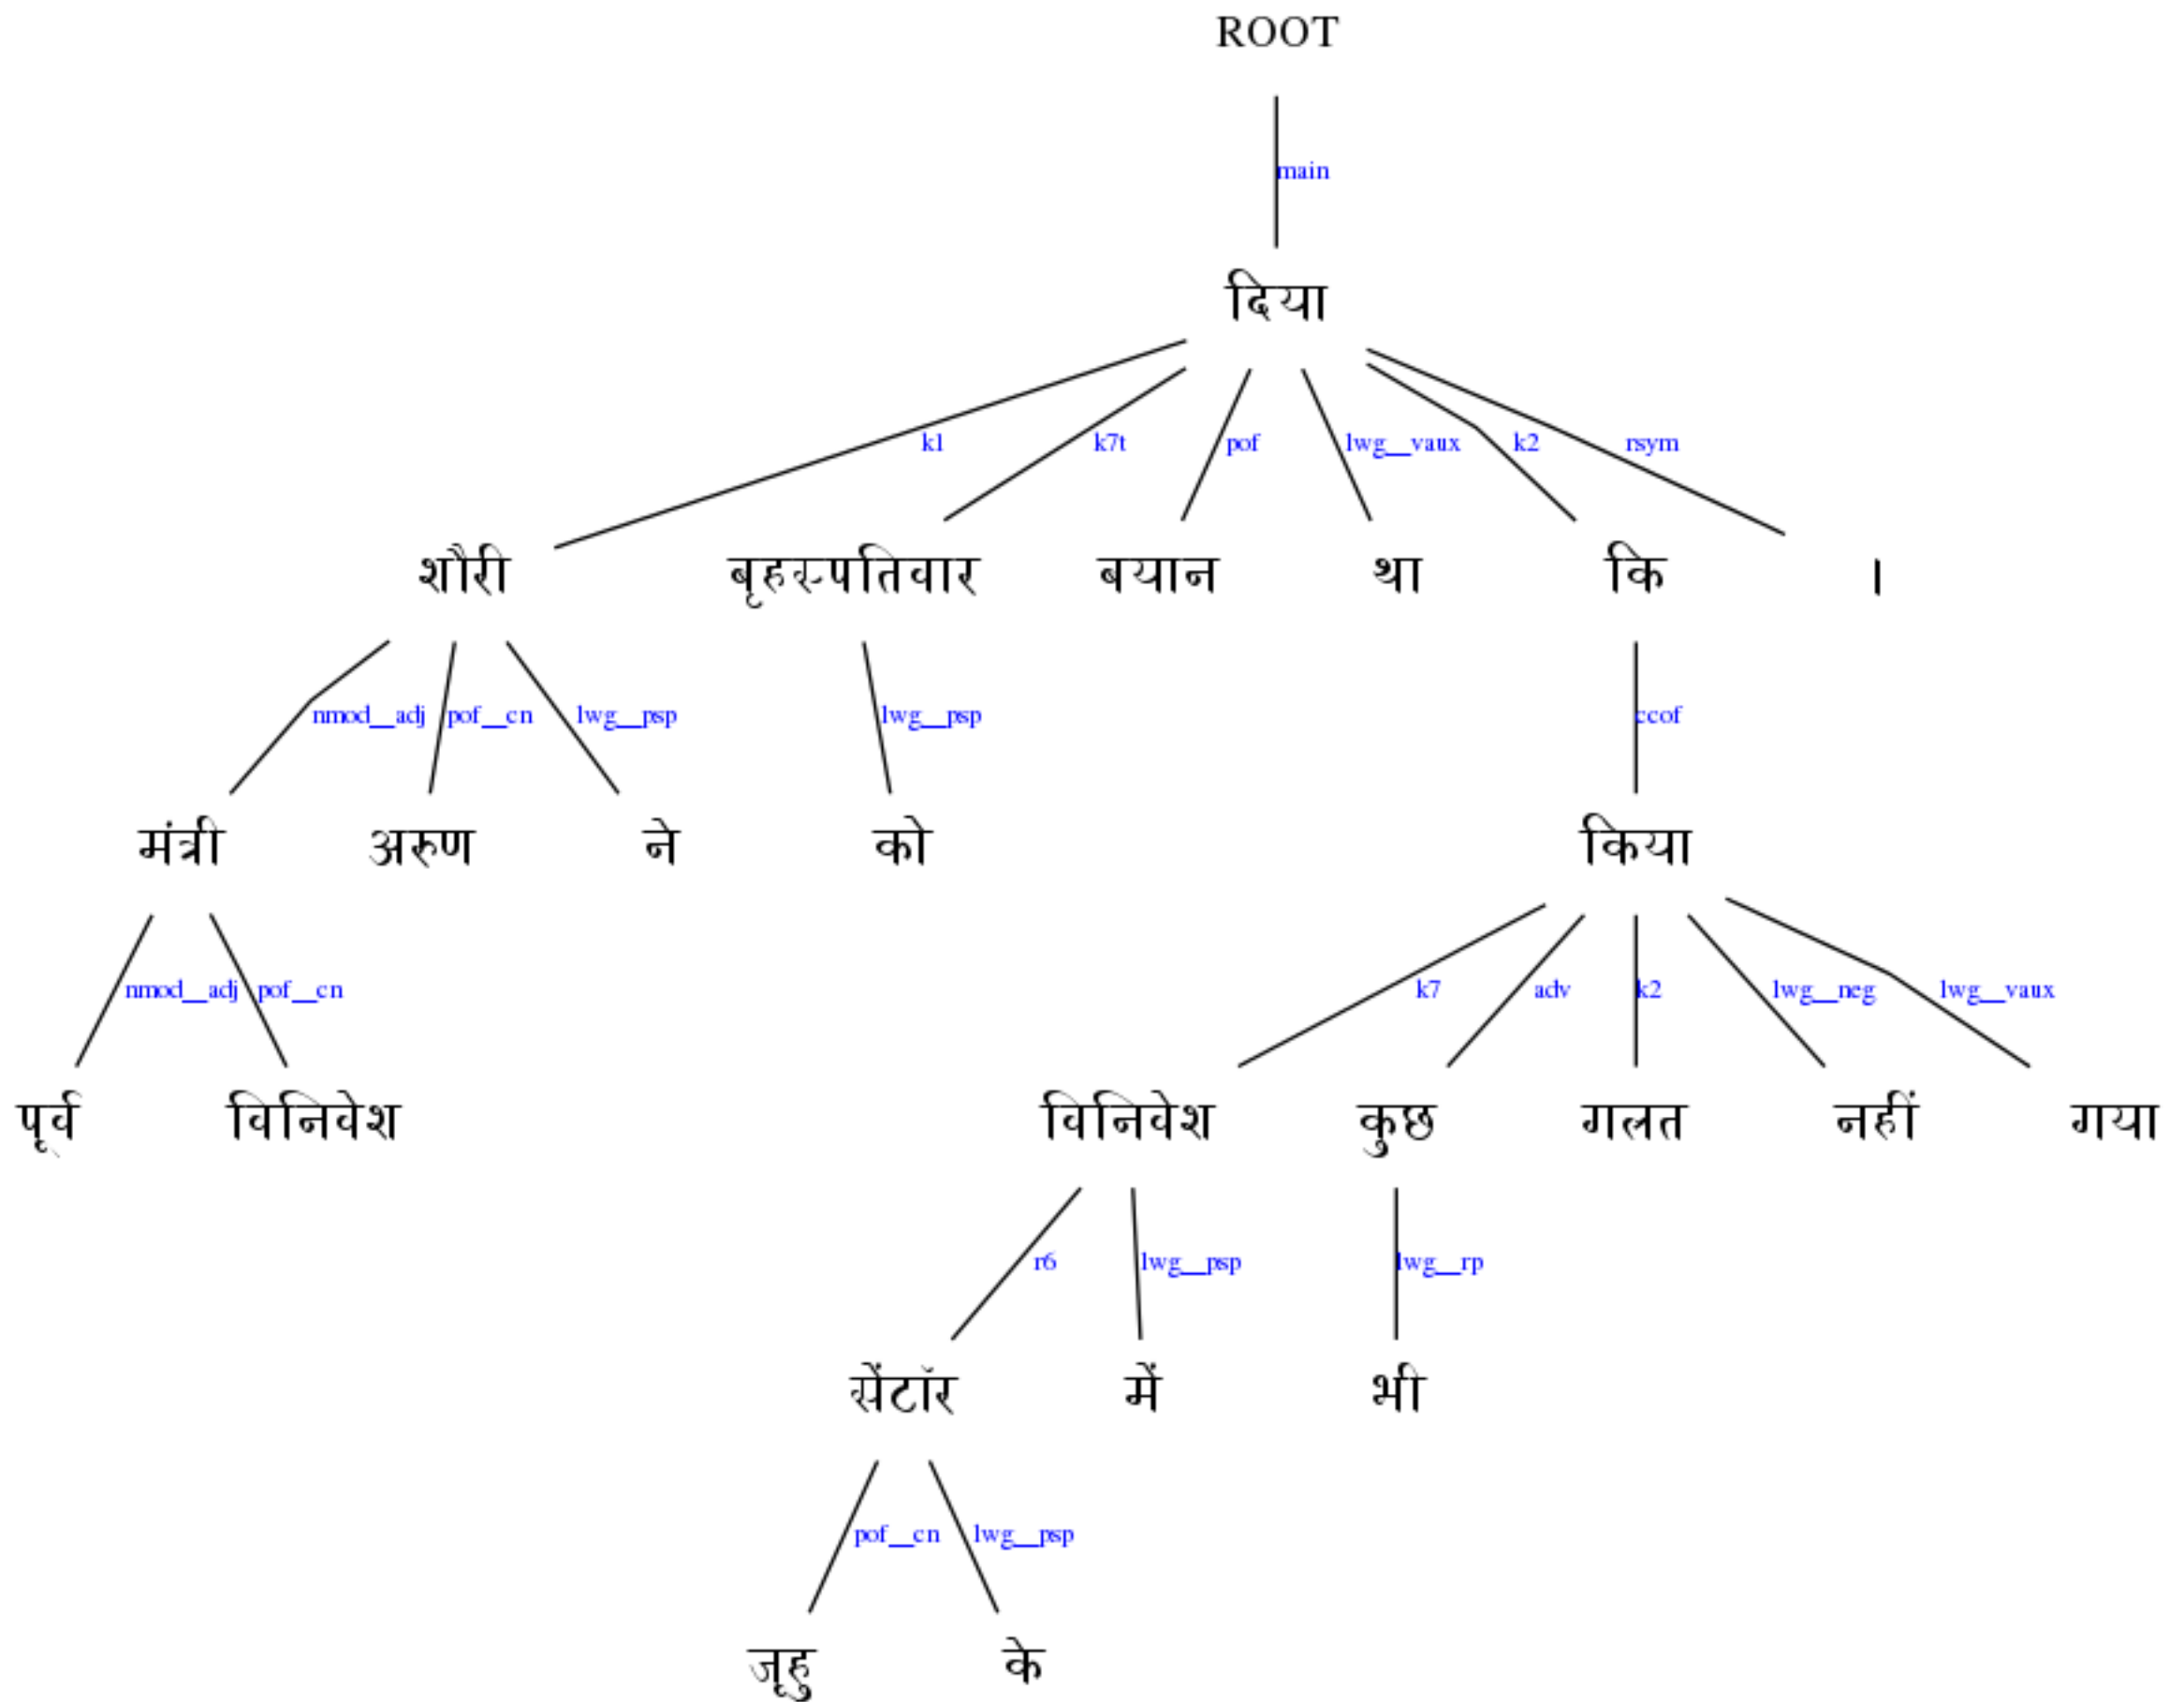 ROOT
main
दिया
k1 k7t pof lwg__vaux k2 rsym
शौरी बृहस्पतिवार बयान था कि ।
nmod__adj pof__cn lwg__psp lwg__psp ccof
मंत्री अरुण ने को किया
nmod__adj pof__cn k7 adv k2 lwg__neg lwg__vaux
पूर्व विनिवेश विनिवेश कुछ गलत नहीं गया
r6 lwg__psp lwg__rp
सेंटॉर में भी
pof__cn lwg__psp
जूहु के